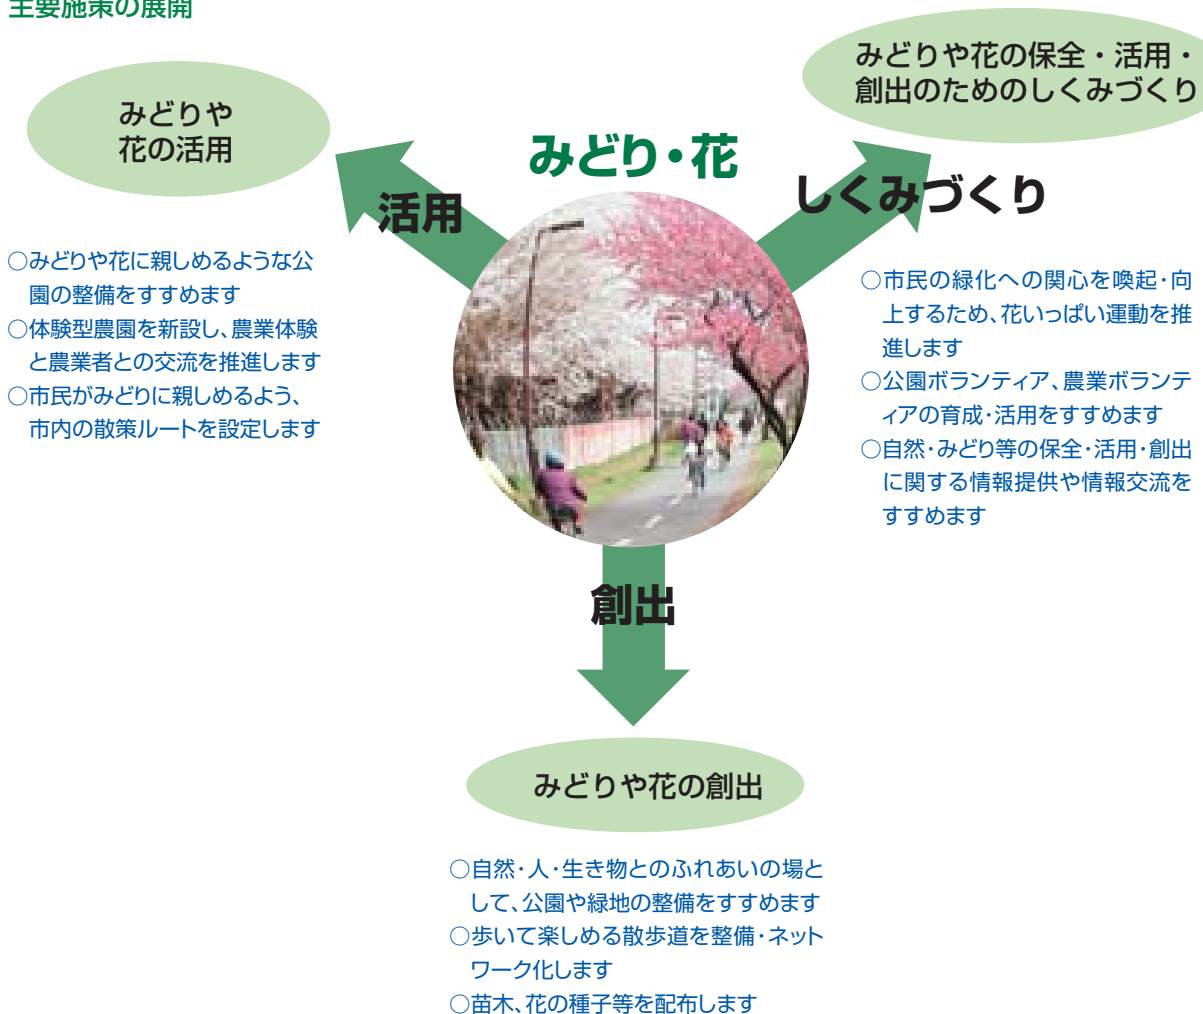 主要施策の展開
みどりや
花の活用
みどりや花の保全・活用・
創出のためのしくみづくり
みどり・花
活用
しくみづくり
○みどりや花に親しめるような公
園の整備をすすめます
○体験型農園を新設し、農業体験
と農業者との交流を推進します
○市民がみどりに親しめるよう、
市内の散策ルートを設定します
○市民の緑化への関心を喚起・向
上するため、花いっぱい運動を推
進します
○公園ボランティア、農業ボランテ
ィアの育成・活用をすすめます
○自然・みどり等の保全・活用・創出
に関する情報提供や情報交流を
すすめます
創出
みどりや花の創出
○自然・人・生き物とのふれあいの場と
して、公園や緑地の整備をすすめます
○歩いて楽しめる散歩道を整備・ネット
ワーク化します
○苗木、花の種子等を配布します